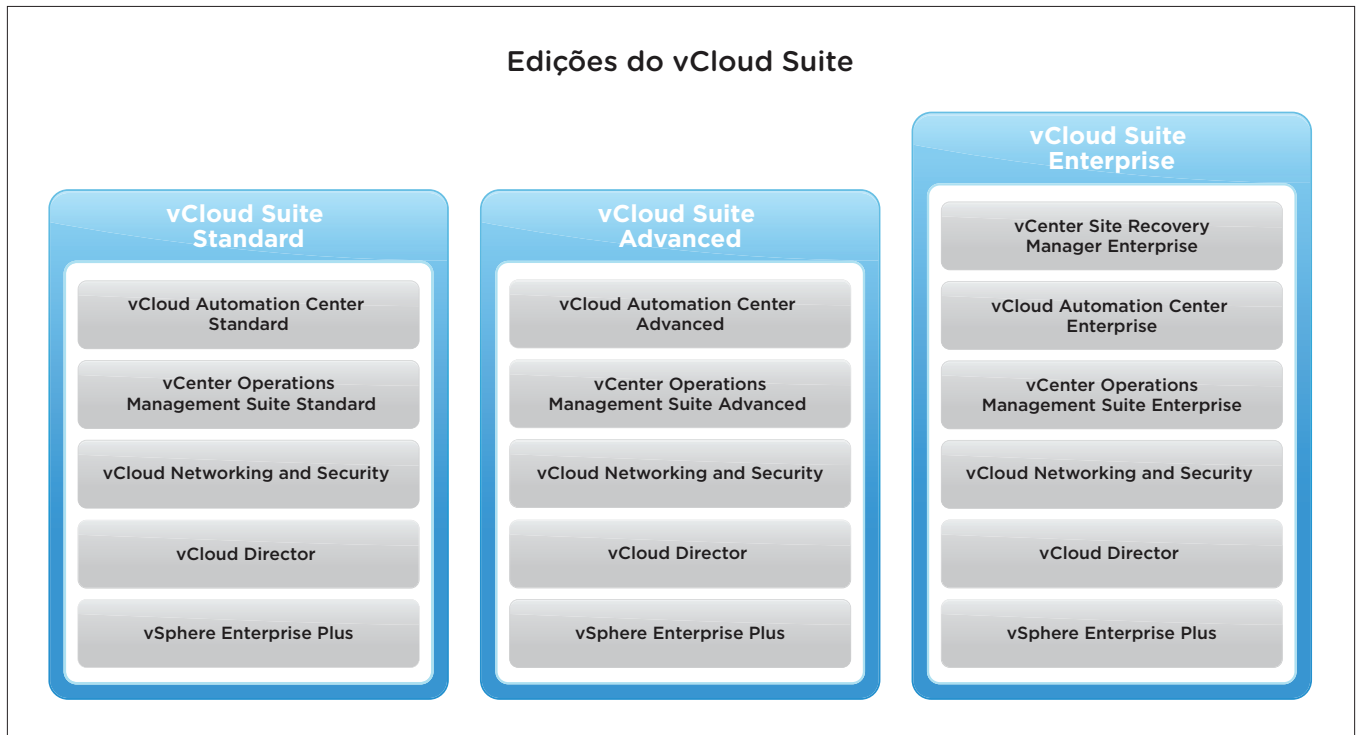 Edições do vCloud Suite
vCloud Suite
Standard
vCloud Automation Center
Standard
vCenter Operations
Management Suite Standard
vCloud Networking and Security
vCloud Director
vSphere Enterprise Plus
vCloud Suite
Advanced
vCloud Automation Center
Advanced
vCenter Operations
Management Suite Advanced
vCloud Networking and Security
vCloud Director
vSphere Enterprise Plus
vCloud Suite
Enterprise
vCenter Site Recovery
Manager Enterprise
vCloud Automation Center
Enterprise
vCenter Operations
Management Suite Enterprise
vCloud Networking and Security
vCloud Director
vSphere Enterprise Plus